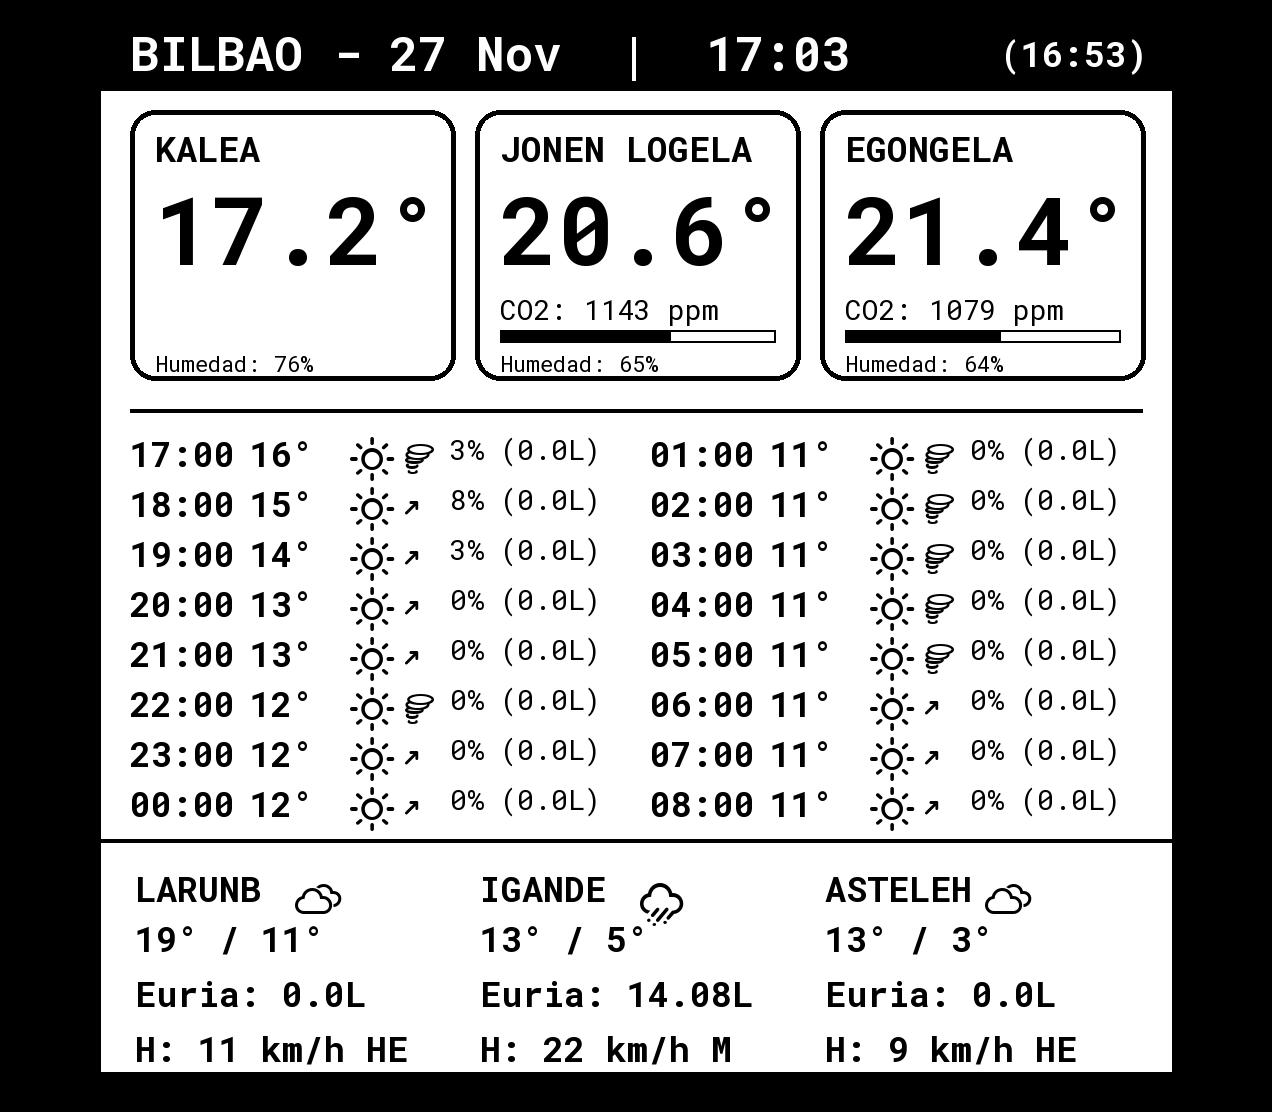 BILBAO - 27 Nov | 17:03 (16:53)
KALEA
17.2°
Humedad: 76%
JONEN LOGELA
20.6°
CO2: 1143 ppm
Humedad: 65%
EGONGELA
21.4°
CO2: 1079 ppm
Humedad: 64%
17:00 16° 3% (0.0L)
18:00 15° 8% (0.0L)
19:00 14° 3% (0.0L)
20:00 13° 0% (0.0L)
21:00 13° 0% (0.0L)
22:00 12° 0% (0.0L)
23:00 12° 0% (0.0L)
00:00 12° 0% (0.0L)
01:00 11° 0% (0.0L)
02:00 11° 0% (0.0L)
03:00 11° 0% (0.0L)
04:00 11° 0% (0.0L)
05:00 11° 0% (0.0L)
06:00 11° 0% (0.0L)
07:00 11° 0% (0.0L)
08:00 11° 0% (0.0L)
LARUNB
19° / 11°
Euria: 0.0L
H: 11 km/h HE
IGANDE
13° / 5°
Euria: 14.08L
H: 22 km/h M
ASTELEH
13° / 3°
Euria: 0.0L
H: 9 km/h HE